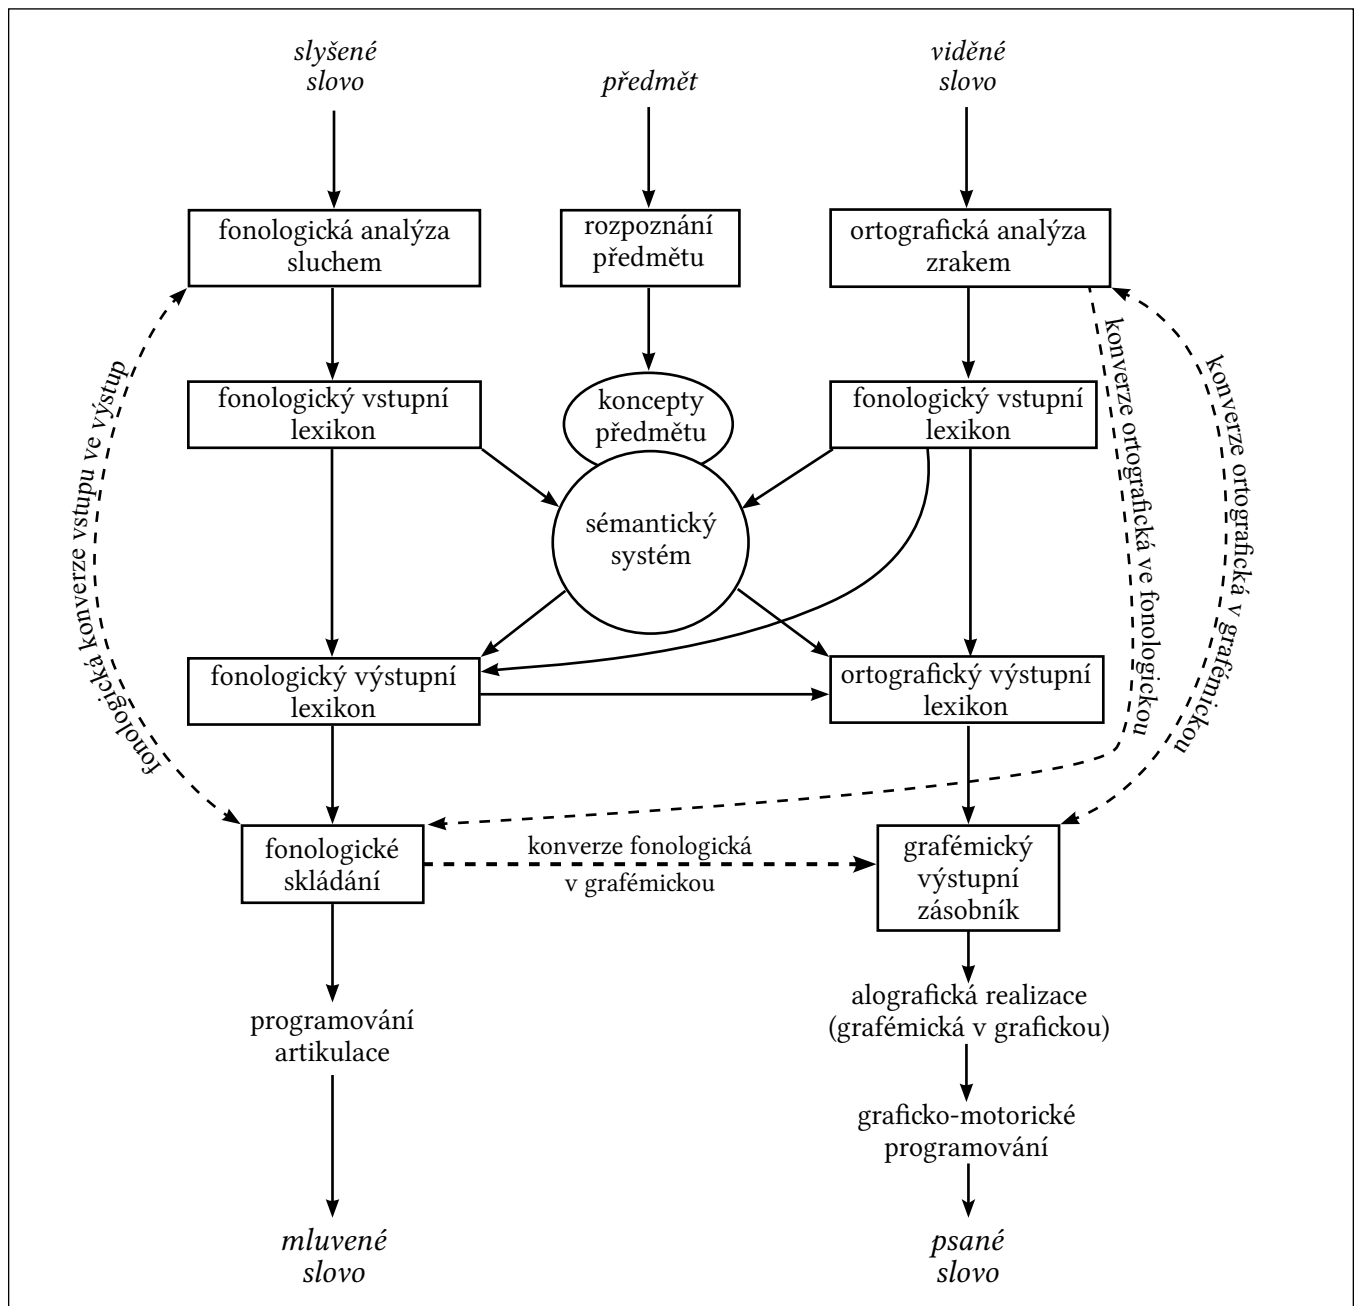 slyšené
slovo
předmět
viděné
slovo
fonologická analýza
sluchem
rozpoznání
předmětu
ortografická analýza
zrakem
fonologický vstupní
lexikon
koncepty
předmětu
fonologický vstupní
lexikon
sémantický
systém
fonologická konverze vstupu ve výstup
konverze ortografická ve fonologickou
konverze ortografická v grafémickou
fonologický výstupní
lexikon
ortografický výstupní
lexikon
fonologické
skládání
konverze fonologická
v grafémickou
grafémický
výstupní
zásobník
programování
artikulace
alografická realizace
(grafémická v grafickou)
graficko-motorické
programování
mluvené
slovo
psané
slovo